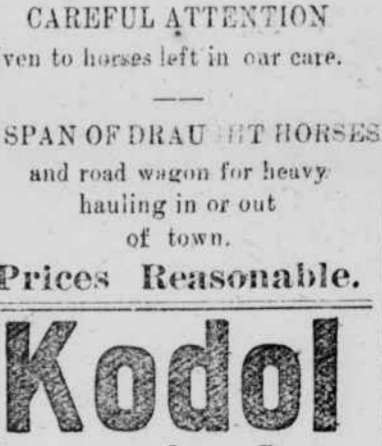 CAREFUL ATTENTION
ven to horses left in our care.
SPAN OF DRAUGHT HORSES
and road wagon for heavy
hauling in or out
of town.
Prices Reasonable.
Kodol